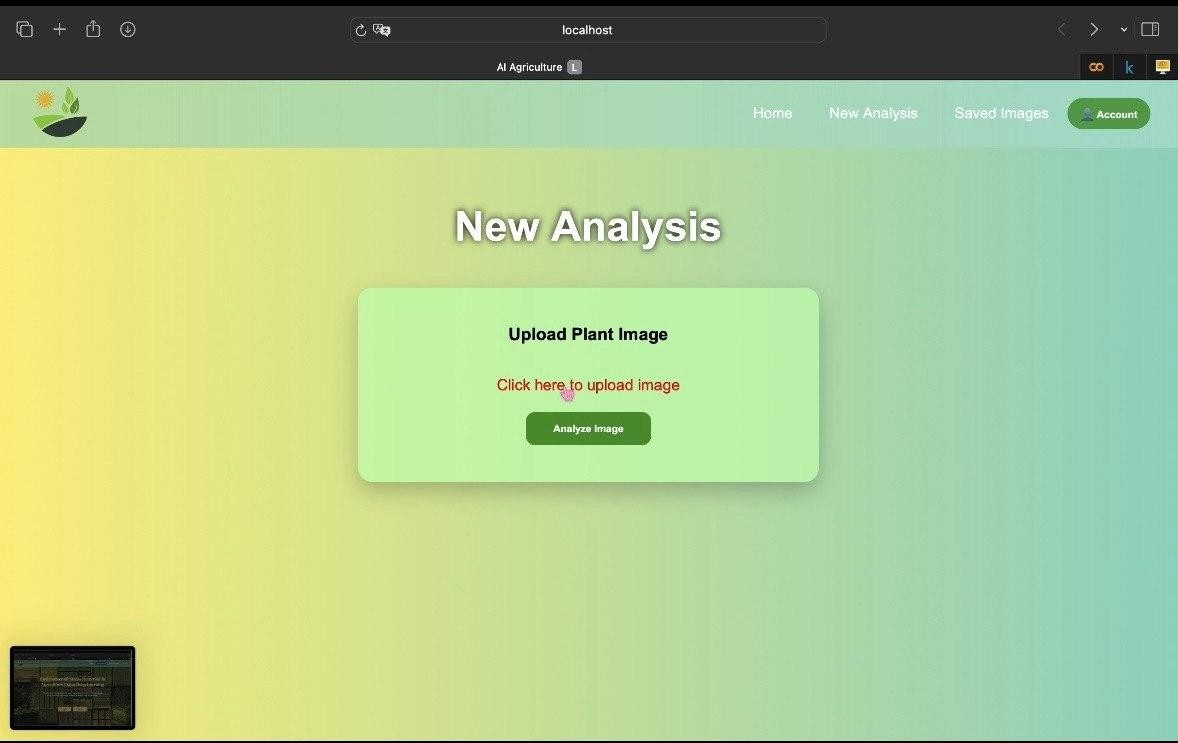 localhost
AI Agriculture L
k
Home New Analysis Saved Images Account
New Analysis
Upload Plant Image
Click here to upload image
Analyze Image